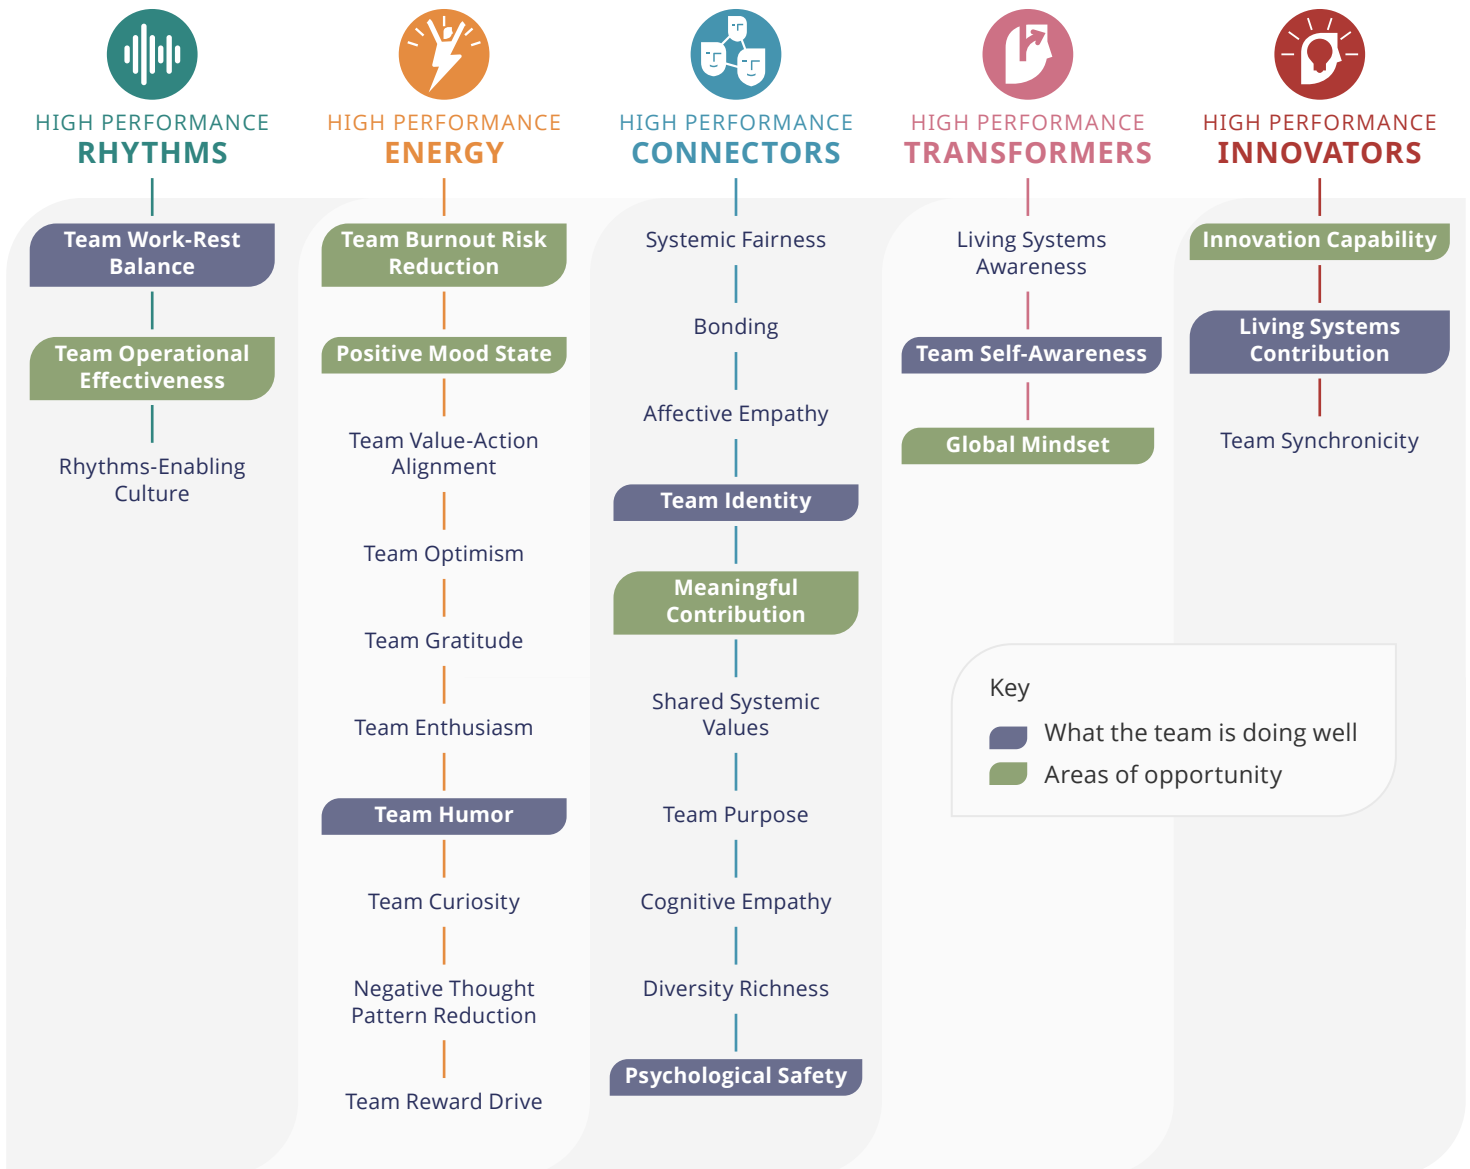 HIGH PERFORMANCE
RHYTHMS
Team Work-Rest
Balance
Team Operational
Effectiveness
Rhythms-Enabling
Culture
HIGH PERFORMANCE
ENERGY
Team Burnout Risk
Reduction
Positive Mood State
Team Value-Action
Alignment
Team Optimism
Team Gratitude
Team Enthusiasm
Team Humor
Team Curiosity
Negative Thought
Pattern Reduction
Team Reward Drive
HIGH PERFORMANCE
CONNECTORS
Systemic Fairness
Bonding
Affective Empathy
Team Identity
Meaningful
Contribution
Shared Systemic
Values
Team Purpose
Cognitive Empathy
Diversity Richness
Psychological Safety
HIGH PERFORMANCE
TRANSFORMERS
Living Systems
Awareness
Team Self-Awareness
Global Mindset
HIGH PERFORMANCE
INNOVATORS
Innovation Capability
Living Systems
Contribution
Team Synchronicity
Key
What the team is doing well
Areas of opportunity